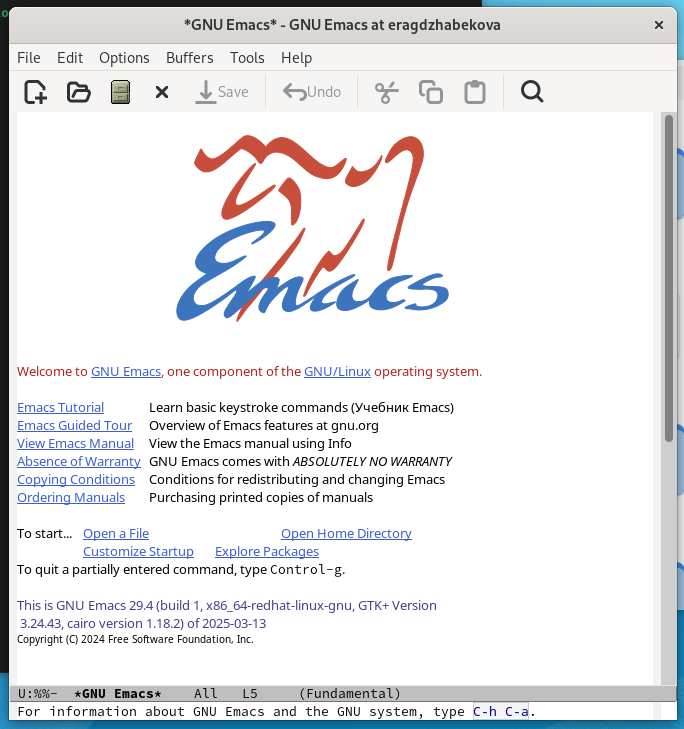 *GNU Emacs* - GNU Emacs at eragdzhabekova
File Edit Options Buffers Tools Help
Save Undo
Emacs
Welcome to GNU Emacs, one component of the GNU/Linux operating system.
Emacs Tutorial Learn basic keystroke commands (Учебник Emacs)
Emacs Guided Tour Overview of Emacs features at gnu.org
View Emacs Manual View the Emacs manual using Info
Absence of Warranty GNU Emacs comes with ABSOLUTELY NO WARRANTY
Copying Conditions Conditions for redistributing and changing Emacs
Ordering Manuals Purchasing printed copies of manuals
To start... Open a File Open Home Directory
Customize Startup Explore Packages
To quit a partially entered command, type Control-g.
This is GNU Emacs 29.4 (build 1, x86_64-redhat-linux-gnu, GTK+ Version
3.24.43, cairo version 1.18.2) of 2025-03-13
Copyright (C) 2024 Free Software Foundation, Inc.
U:%%- *GNU Emacs* All L5 (Fundamental)
For information about GNU Emacs and the GNU system, type C-h C-a.